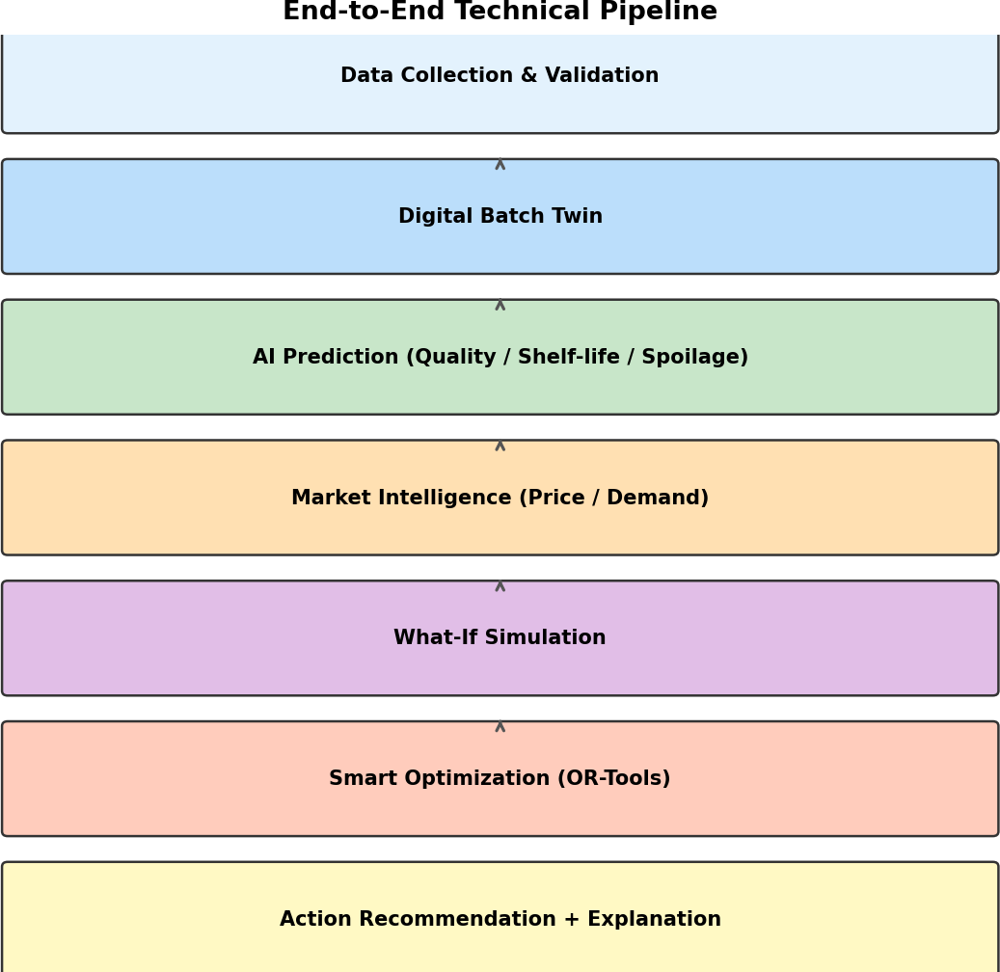 End-to-End Technical Pipeline
Data Collection & Validation
Digital Batch Twin
AI Prediction (Quality / Shelf-life / Spoilage)
Market Intelligence (Price / Demand)
What-If Simulation
Smart Optimization (OR-Tools)
Action Recommendation + Explanation